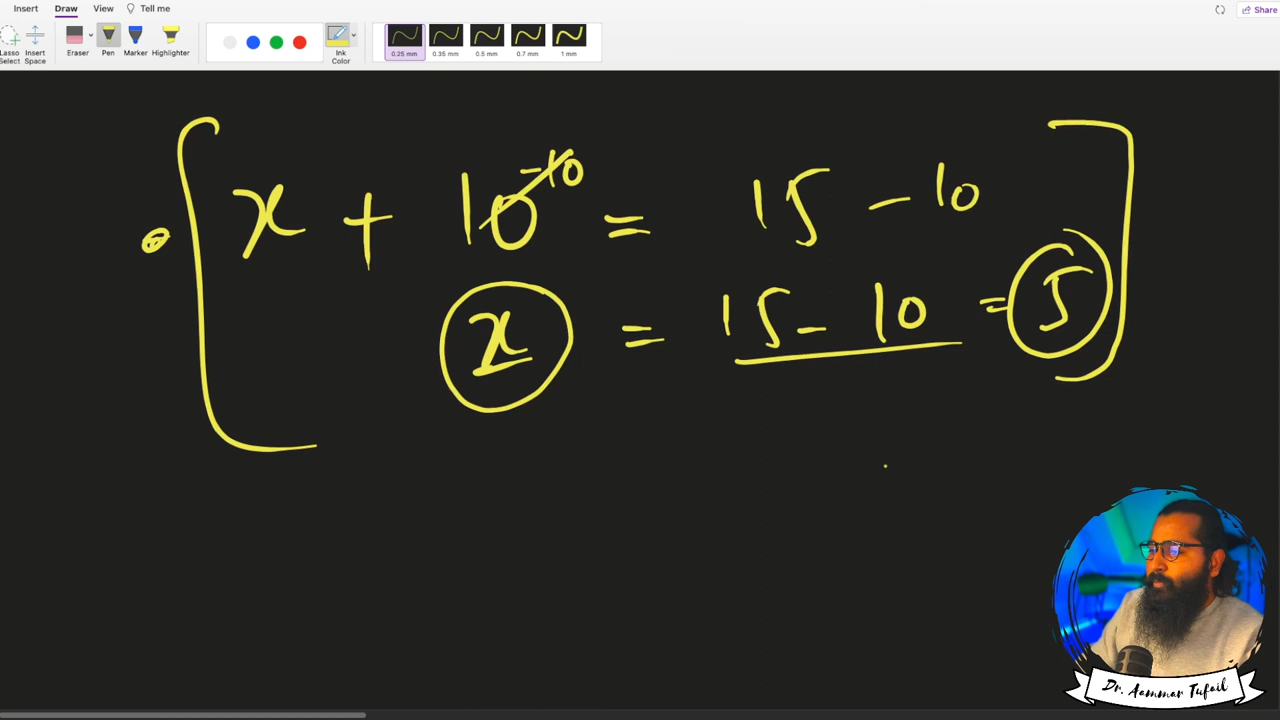 Insert Draw View Tell me Share
Lasso Select Insert Space Eraser Pen Marker Highlighter Ink Color 0.25 mm 0.35 mm 0.5 mm 0.7 mm 1 mm
x + 10 -10 = 15 - 10
x = 15 - 10 = 5
Dr. Aammar Tufail